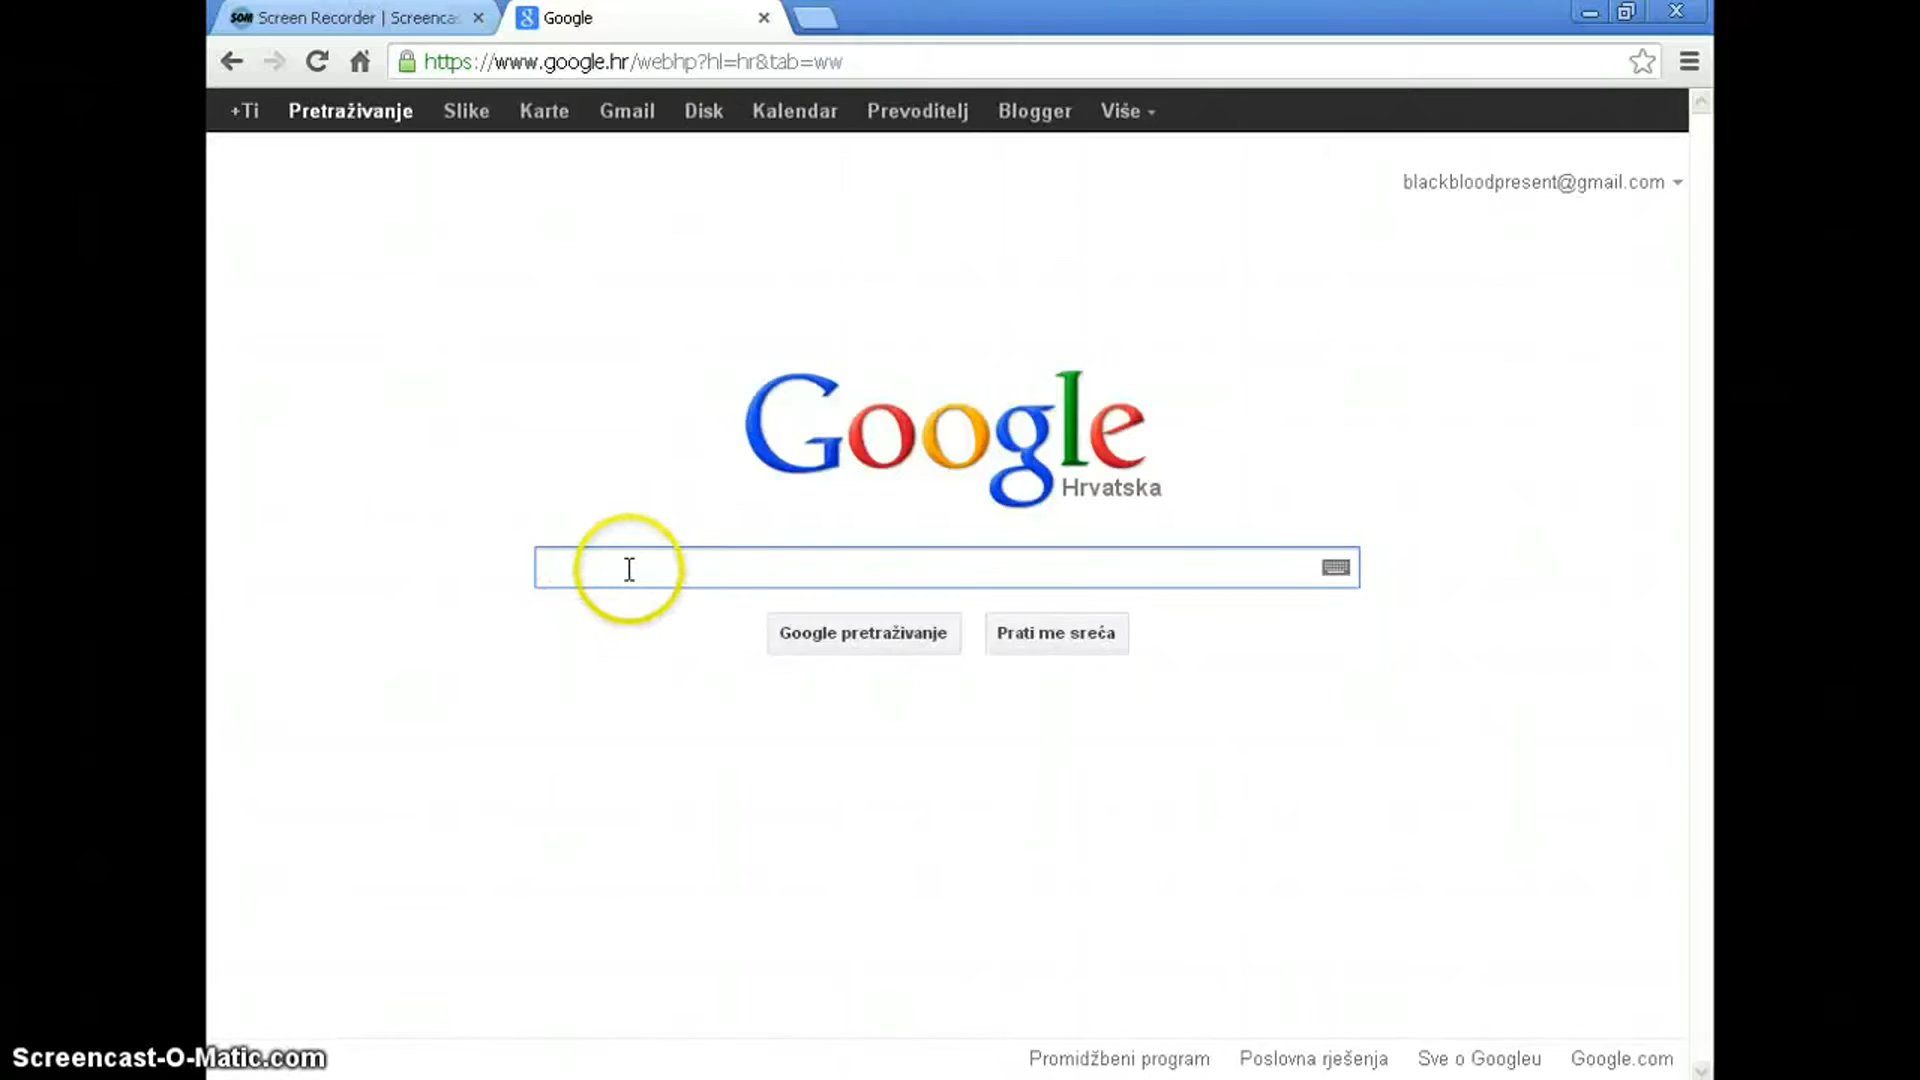 SOM Screen Recorder | Screencas
Google
https://www.google.hr/webhp?hl=hr&tab=ww
+Ti Pretraživanje Slike Karte Gmail Disk Kalendar Prevoditelj Blogger Više
blackbloodpresent@gmail.com
Google
Hrvatska
Google pretraživanje Prati me sreća
Promidžbeni program Poslovna rješenja Sve o Googleu Google.com
Screencast-O-Matic.com